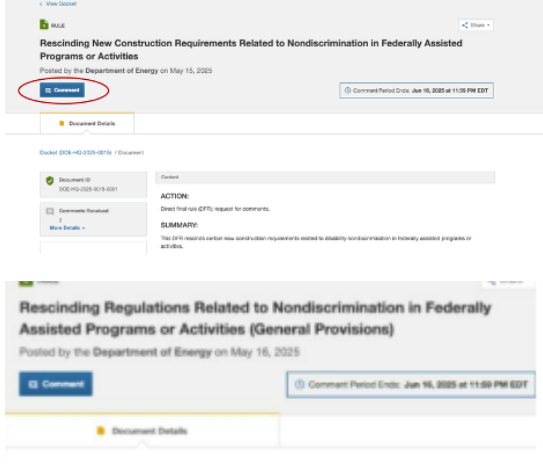 View Docket
RULE
Share
Rescinding New Construction Requirements Related to Nondiscrimination in Federally Assisted
Programs or Activities
Posted by the Department of Energy on May 15, 2025
Comment
Comment Period Ends: Jun 16, 2025 at 11:59 PM EDT
Document Details
Docket (DOE-HQ-2025-0015) / Document
Document ID
DOE-HQ-2025-0015-0001
Comments Received
2
More Details
Content
ACTION:
Direct final rule (DFR); request for comments.
SUMMARY:
This DFR rescinds certain new construction requirements related to disability nondiscrimination in federally assisted programs or
activities.
Rescinding Regulations Related to Nondiscrimination in Federally
Assisted Programs or Activities (General Provisions)
Posted by the Department of Energy on May 16, 2025
Comment
Comment Period Ends: Jun 16, 2025 at 11:59 PM EDT
Document Details